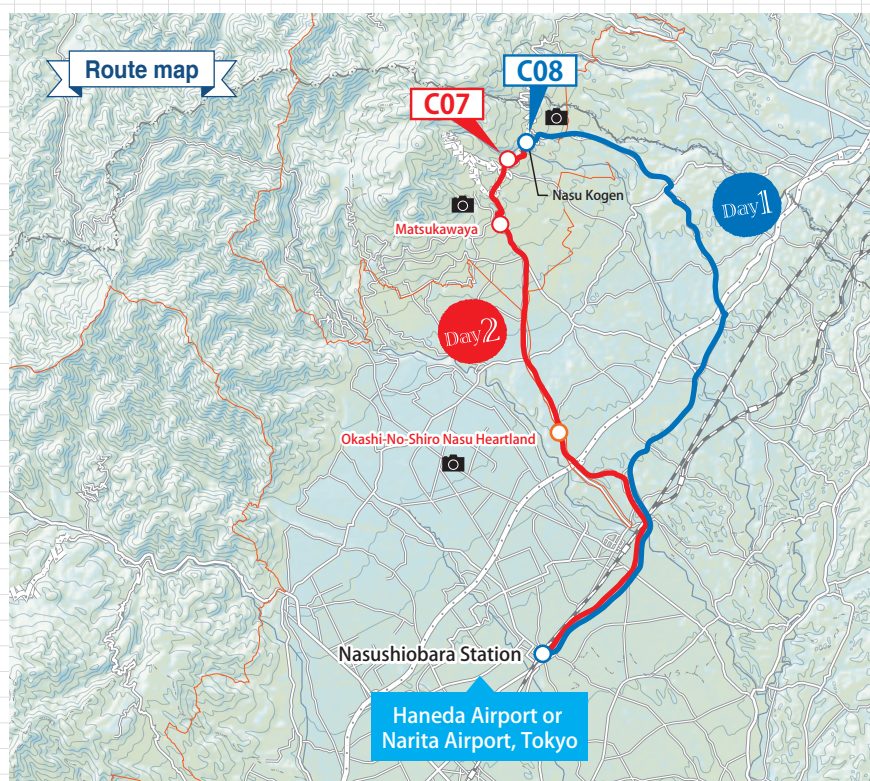 Route map
C08
C07
Nasu Kogen
Day1
Matsukawaya
Day2
Okashi-No-Shiro Nasu Heartland
Nasushiobara Station
Haneda Airport or
Narita Airport, Tokyo